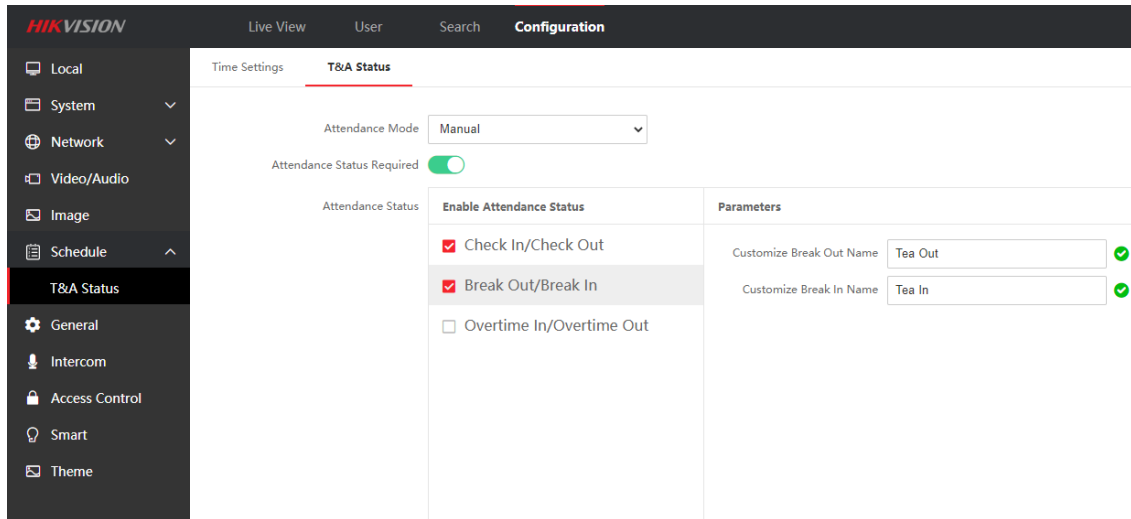 HIKVISION
Live View User Search Configuration
Local
System
Network
Video/Audio
Image
Schedule
T&A Status
General
Intercom
Access Control
Smart
Theme
Time Settings T&A Status
Attendance Mode Manual
Attendance Status Required
Attendance Status
Enable Attendance Status
Check In/Check Out
Break Out/Break In
Overtime In/Overtime Out
Parameters
Customize Break Out Name Tea Out
Customize Break In Name Tea In